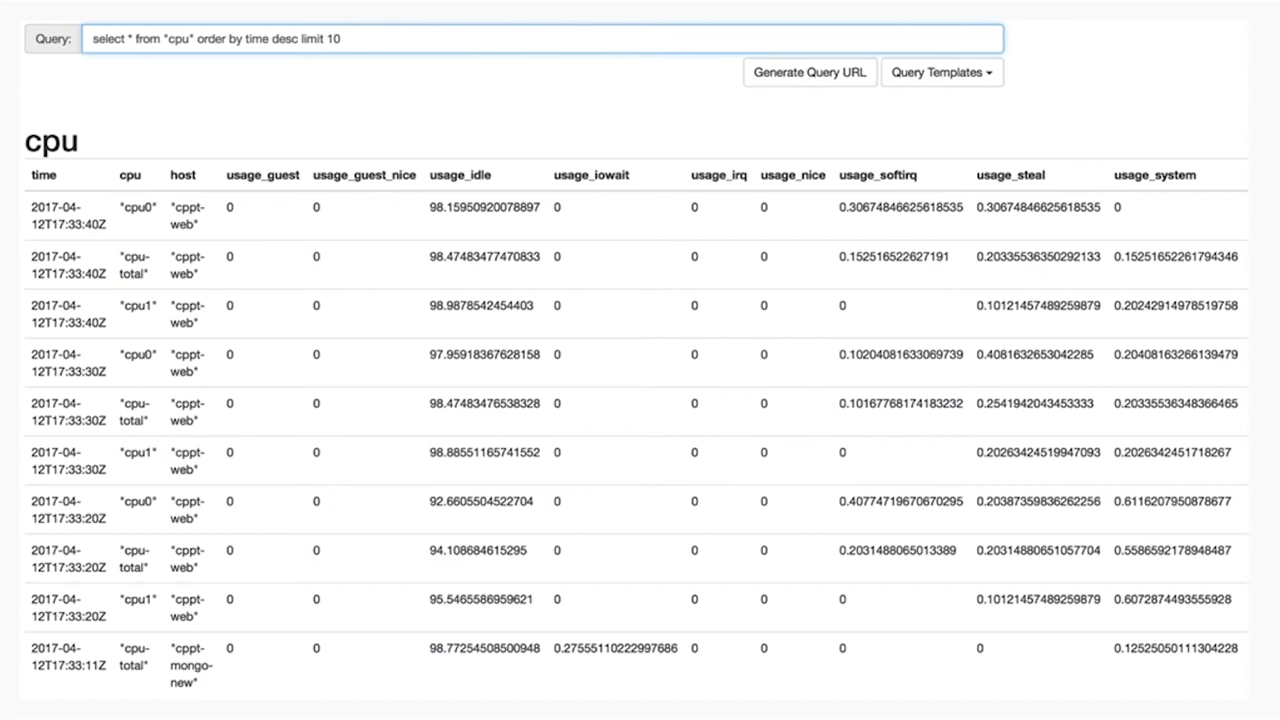 Query: select * from "cpu" order by time desc limit 10
Generate Query URL Query Templates
cpu
time cpu host usage_guest usage_guest_nice usage_idle usage_iowait usage_irq usage_nice usage_softirq usage_steal usage_system
2017-04- "cpu0" "cppt- 0 0 98.15950920078897 0 0 0 0.30674846625618535 0.30674846625618535 0
12T17:33:40Z web"
2017-04- "cpu- "cppt- 0 0 98.47483477470833 0 0 0 0.152516522627191 0.20335536350292133 0.15251652261794346
12T17:33:40Z total" web"
2017-04- "cpu1" "cppt- 0 0 98.9878542454403 0 0 0 0 0.10121457489259879 0.20242914978519758
12T17:33:40Z web"
2017-04- "cpu0" "cppt- 0 0 97.95918367628158 0 0 0 0.10204081633069739 0.4081632653042285 0.20408163266139479
12T17:33:30Z web"
2017-04- "cpu- "cppt- 0 0 98.47483476538328 0 0 0 0.10167768174183232 0.2541942043453333 0.20335536348366465
12T17:33:30Z total" web"
2017-04- "cpu1" "cppt- 0 0 98.88551165741552 0 0 0 0 0.20263424519947093 0.2026342451718267
12T17:33:30Z web"
2017-04- "cpu0" "cppt- 0 0 92.6605504522704 0 0 0 0.40774719670670295 0.20387359836262256 0.6116207950878677
12T17:33:20Z web"
2017-04- "cpu- "cppt- 0 0 94.108684615295 0 0 0 0.2031488065013389 0.20314880651057704 0.5586592178948487
12T17:33:20Z total" web"
2017-04- "cpu1" "cppt- 0 0 95.5465586959621 0 0 0 0 0.10121457489259879 0.6072874493555928
12T17:33:20Z web"
2017-04- "cpu- "cppt- 0 0 98.77254508500948 0.27555110222997686 0 0 0 0 0.12525050111304228
12T17:33:11Z total" mongo-
new"